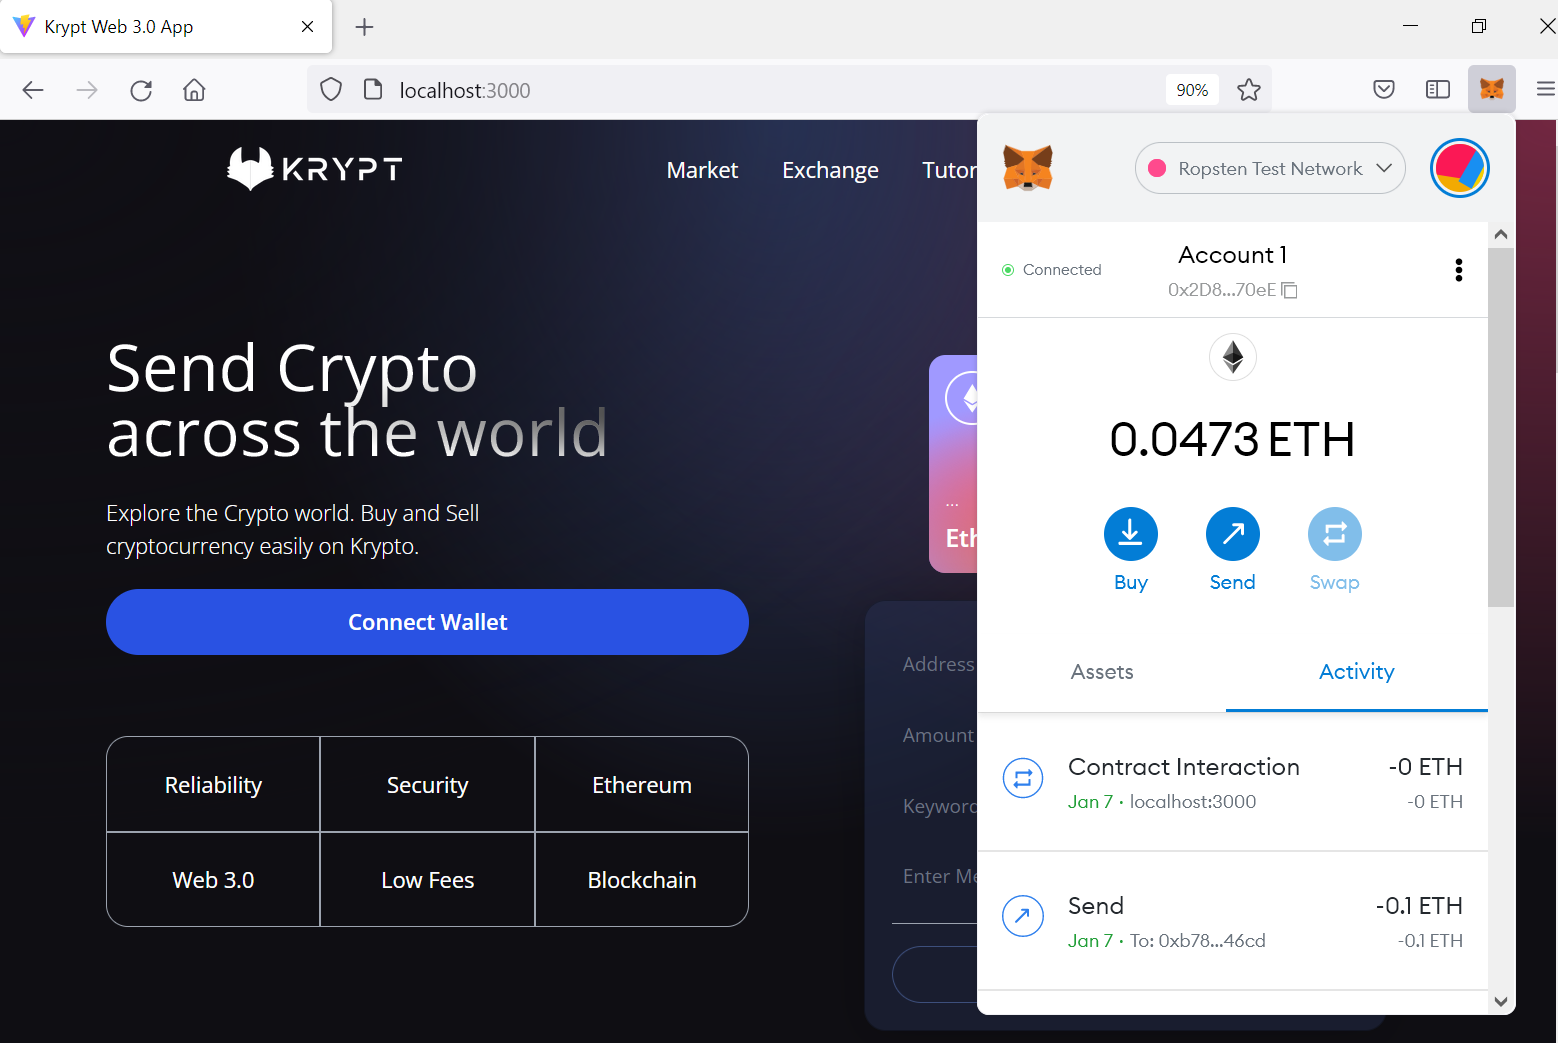 Krypt Web 3.0 App
localhost:3000
90%
KRYPT
Market
Exchange
Tutor
Send Crypto
across the world
Explore the Crypto world. Buy and Sell
cryptocurrency easily on Krypto.
Connect Wallet
Reliability
Security
Ethereum
Web 3.0
Low Fees
Blockchain
...
Eth
Address
Amount
Keyword
Enter Me
Ropsten Test Network
Connected
Account 1
0x2D8...70eE
0.0473 ETH
Buy
Send
Swap
Assets
Activity
Contract Interaction
-0 ETH
Jan 7 · localhost:3000
-0 ETH
Send
-0.1 ETH
Jan 7 · To: 0xb78...46cd
-0.1 ETH